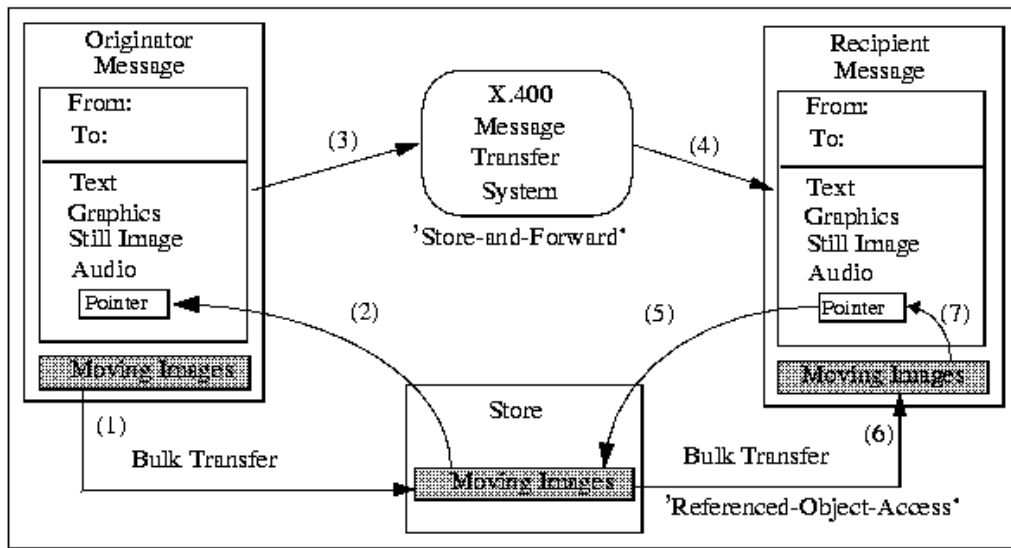 Originator
Message
From:
To:
Text
Graphics
Still Image
Audio
Pointer
Moving Images
(1)
Bulk Transfer
(2)
(3)
X.400
Message
Transfer
System
'Store-and-Forward'
(4)
Store
Moving Images
(5)
Bulk Transfer
'Referenced-Object-Access'
(6)
Recipient
Message
From:
To:
Text
Graphics
Still Image
Audio
Pointer
(7)
Moving Images